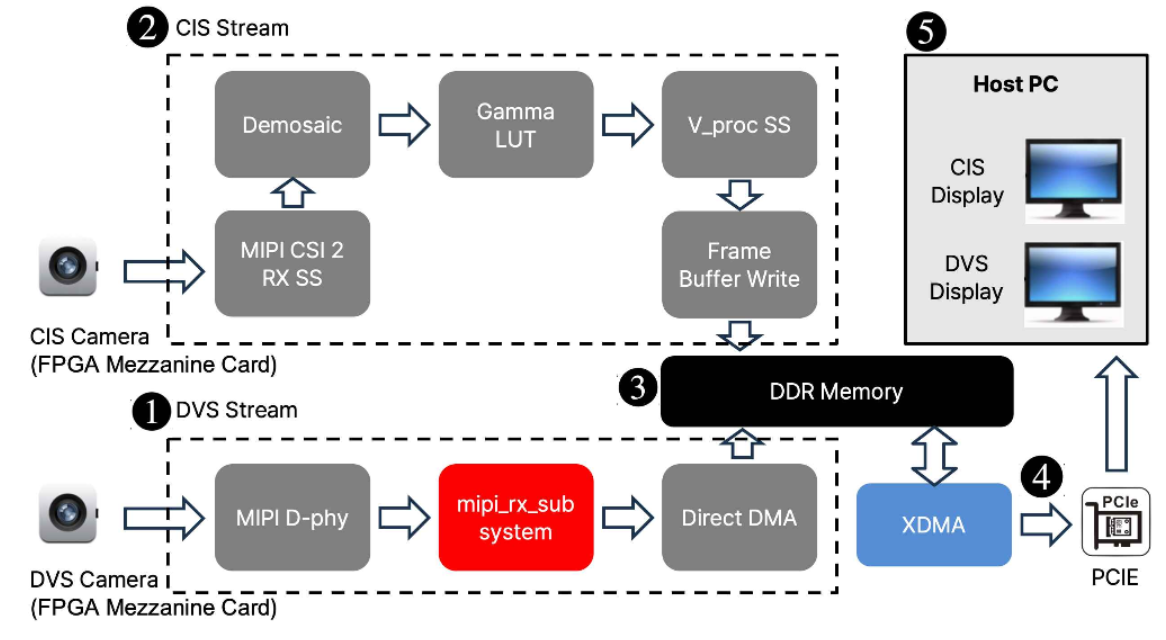 2 CIS Stream
Demosaic
Gamma
LUT
V_proc SS
MIPI CSI 2
RX SS
Frame
Buffer Write
CIS Camera
(FPGA Mezzanine Card)
5
Host PC
CIS
Display
DVS
Display
3
DDR Memory
1 DVS Stream
MIPI D-phy
mipi_rx_sub
system
Direct DMA
DVS Camera
(FPGA Mezzanine Card)
XDMA
4
PCIe
PCIE